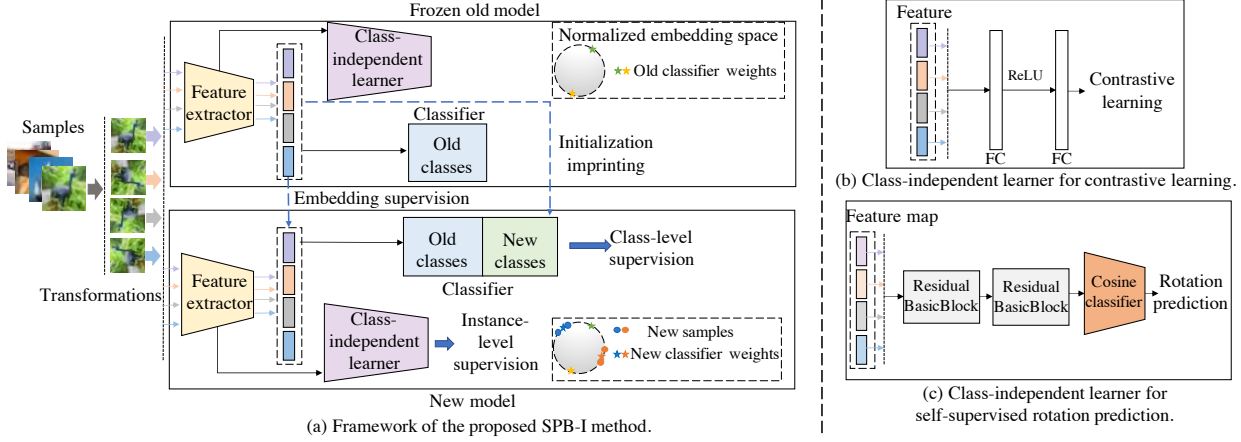 Frozen old model
Samples
Transformations
Feature
extractor
Class-
independent
learner
Classifier
Old
classes
Normalized embedding space
Old classifier weights
Initialization
imprinting
Embedding supervision
Feature
extractor
Old
classes
New
classes
Classifier
Class-level
supervision
Class-
independent
learner
Instance-
level
supervision
New samples
New classifier weights
New model
(a) Framework of the proposed SPB-I method.
Feature
ReLU
FC
FC
Contrastive
learning
(b) Class-independent learner for contrastive learning.
Feature map
Residual
BasicBlock
Residual
BasicBlock
Cosine
classifier
Rotation
prediction
(c) Class-independent learner for
self-supervised rotation prediction.